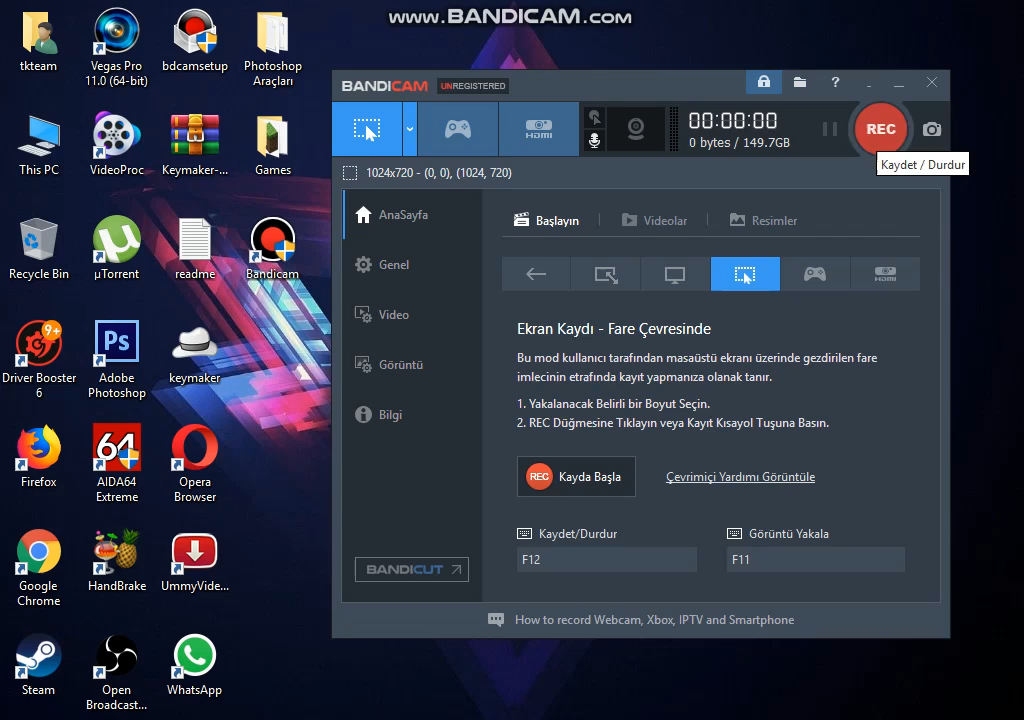 www.BANDICAM.com
tkteam
Vegas Pro
11.0 (64-bit)
bdcamsetup
Photoshop
Araçları
This PC
VideoProc
Keymaker-...
Games
Recycle Bin
µTorrent
readme
Bandicam
9+
Driver Booster
6
Ps
Adobe
Photoshop
keymaker
Firefox
64
AIDA64
Extreme
Opera
Browser
Google
Chrome
HandBrake
UmmyVide...
Steam
Open
Broadcast...
WhatsApp
BANDICAM UNREGISTERED
?
HDMI
00:00:00
0 bytes / 149.7GB
REC
Kaydet / Durdur
1024x720 - (0, 0), (1024, 720)
AnaSayfa
Genel
Video
Görüntü
Bilgi
BANDICUT
Başlayın
Videolar
Resimler
HDMI
Ekran Kaydı - Fare Çevresinde
Bu mod kullanıcı tarafından masaüstü ekranı üzerinde gezdirilen fare
imlecinin etrafında kayıt yapmanıza olanak tanır.
1. Yakalanacak Belirli bir Boyut Seçin.
2. REC Düğmesine Tıklayın veya Kayıt Kısayol Tuşuna Basın.
REC Kayda Başla
Çevrimiçi Yardımı Görüntüle
Kaydet/Durdur
Görüntü Yakala
F12
F11
How to record Webcam, Xbox, IPTV and Smartphone